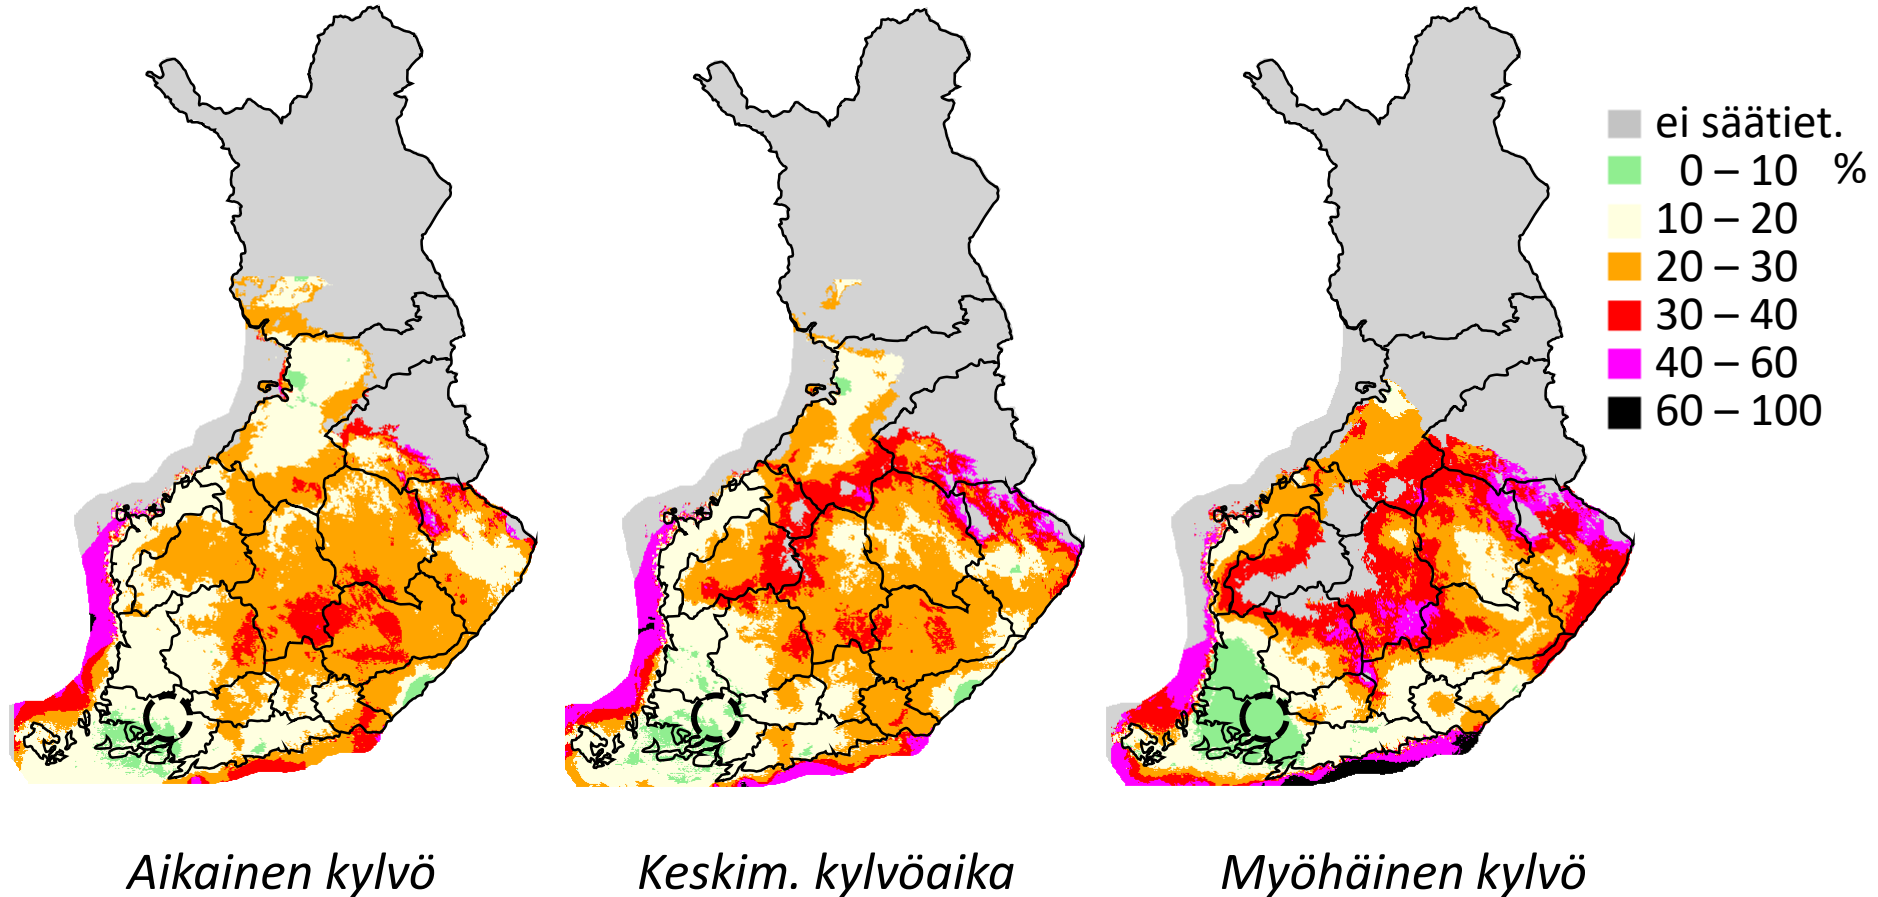 ei säätiet.
0 – 10 %
10 – 20
20 – 30
30 – 40
40 – 60
60 – 100
Aikainen kylvö
Keskim. kylvöaika
Myöhäinen kylvö